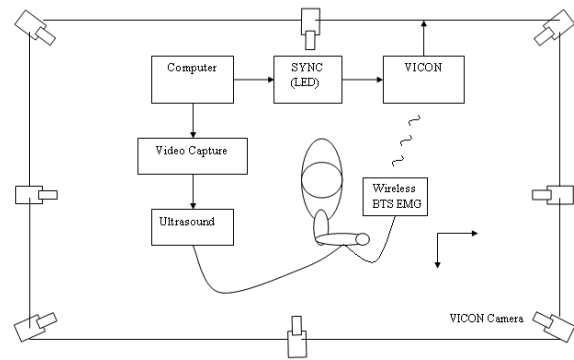 Computer
SYNC
(LED)
VICON
Video Capture
Wireless
BTS EMG
Ultrasound
VICON Camera